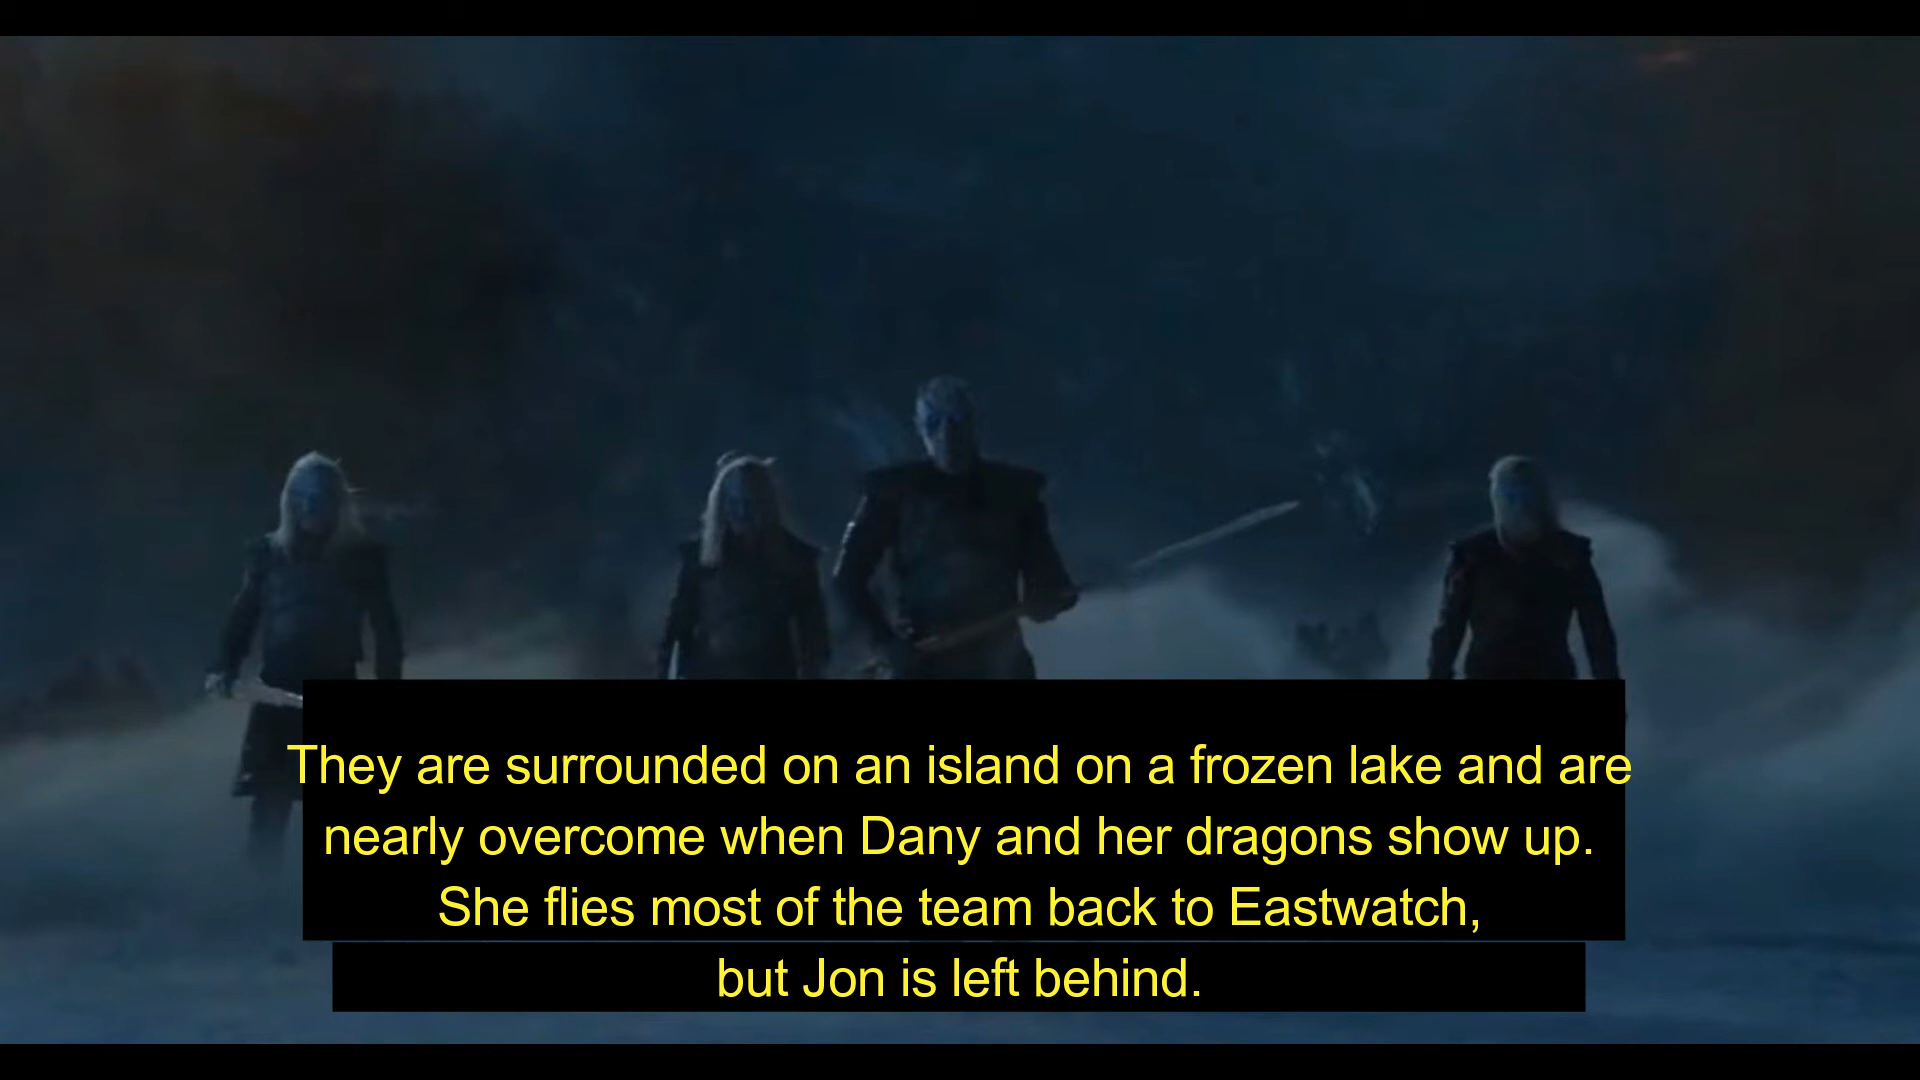 They are surrounded on an island on a frozen lake and are
nearly overcome when Dany and her dragons show up.
She flies most of the team back to Eastwatch,
but Jon is left behind.